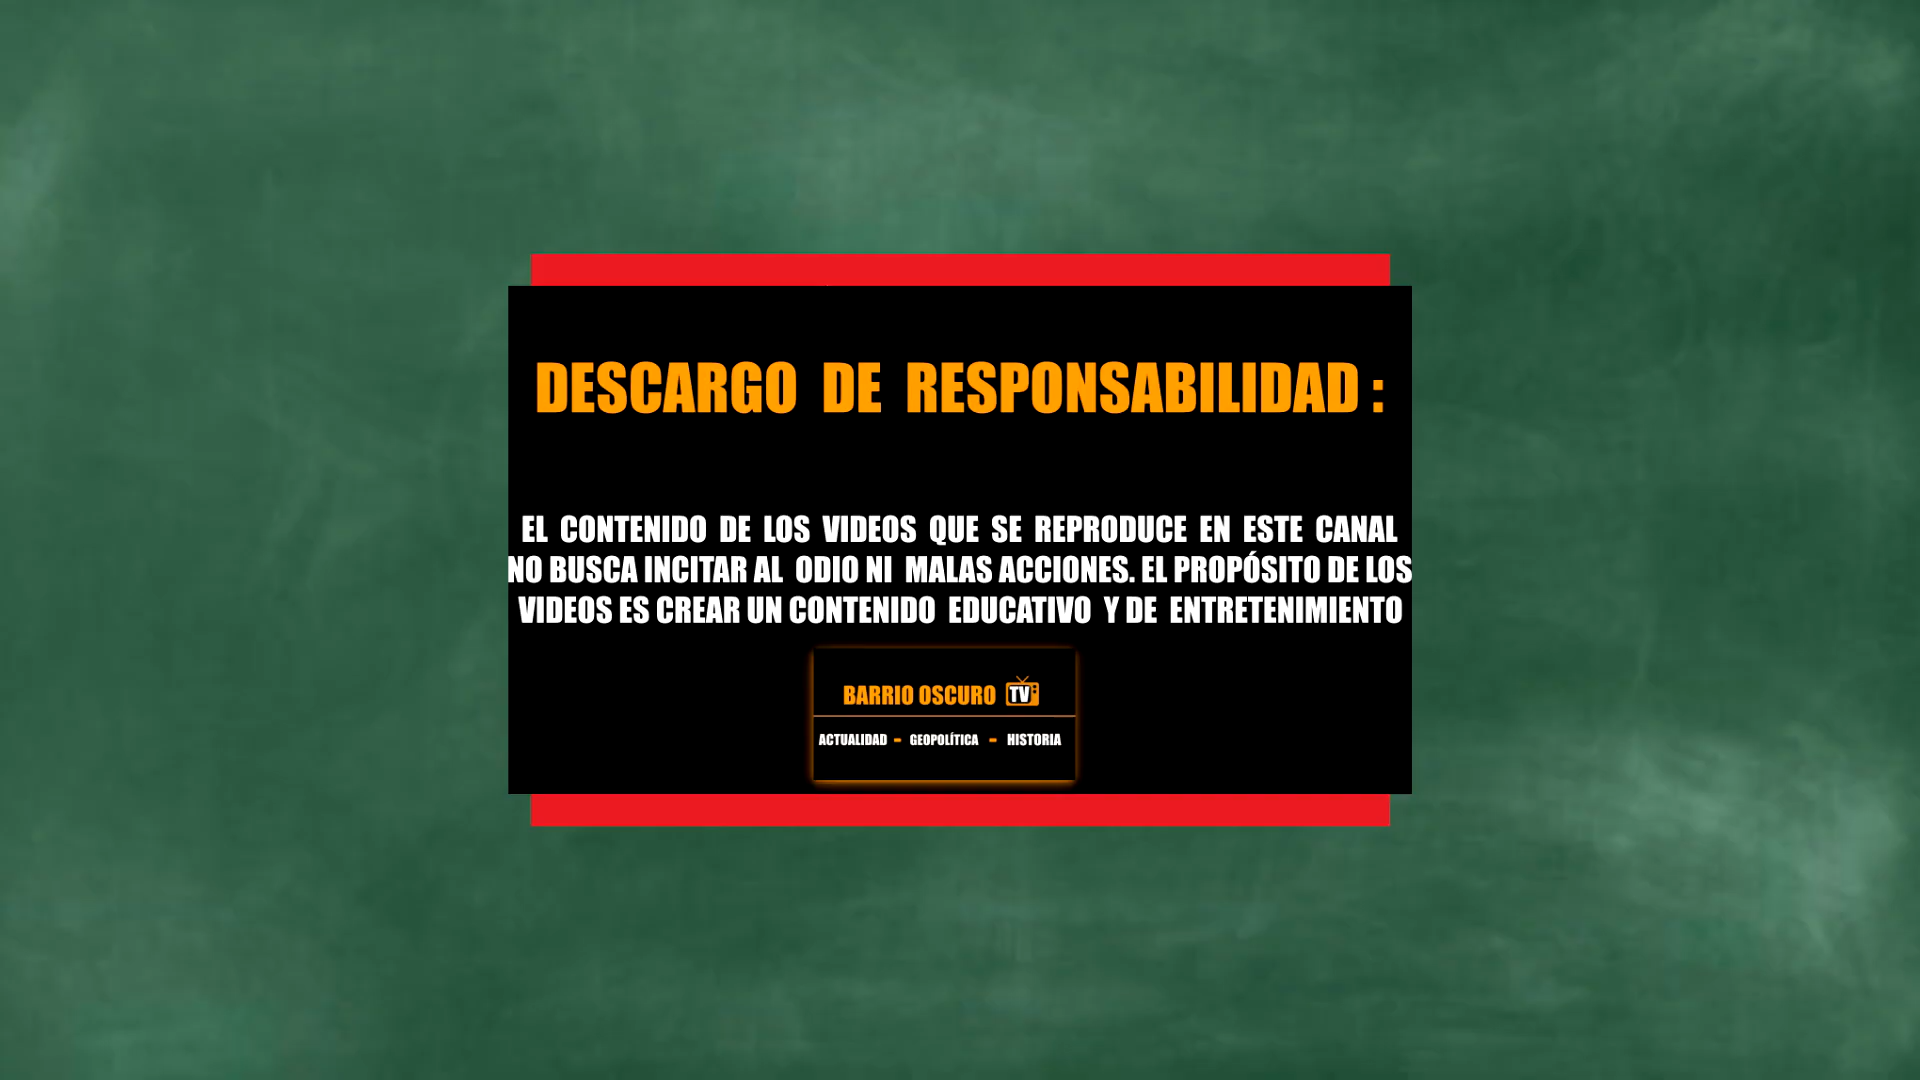 DESCARGO DE RESPONSABILIDAD :
EL CONTENIDO DE LOS VIDEOS QUE SE REPRODUCE EN ESTE CANAL
NO BUSCA INCITAR AL ODIO NI MALAS ACCIONES. EL PROPÓSITO DE LOS
VIDEOS ES CREAR UN CONTENIDO EDUCATIVO Y DE ENTRETENIMIENTO
BARRIO OSCURO TV
ACTUALIDAD - GEOPOLÍTICA - HISTORIA